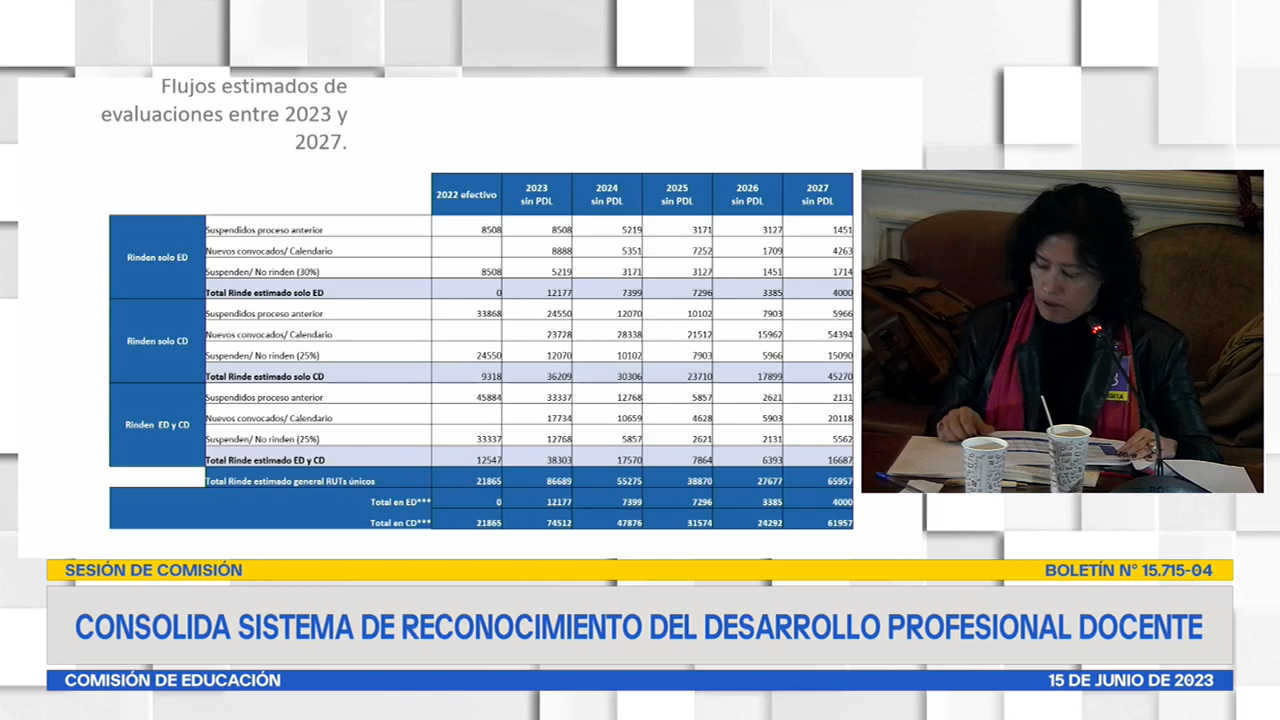 Flujos estimados de
evaluaciones entre 2023 y
2027.
2022 efectivo 2023 sin PDL 2024 sin PDL 2025 sin PDL 2026 sin PDL 2027 sin PDL
Rinden solo ED
Suspendidos proceso anterior 8508 8508 5219 3171 3127 1451
Nuevos convocados/ Calendario 8888 5351 7252 1709 4263
Suspenden/ No rinden (30%) 8508 5219 3171 3127 1451 1714
Total Rinde estimado solo ED 0 12177 7399 7296 3385 4000
Rinden solo CD
Suspendidos proceso anterior 33868 24550 12070 10102 7903 5966
Nuevos convocados/ Calendario 23728 28338 21512 15962 54394
Suspenden/ No rinden (25%) 24550 12070 10102 7903 5966 15090
Total Rinde estimado solo CD 9318 36209 30306 23710 17899 45270
Rinden ED y CD
Suspendidos proceso anterior 45884 33337 12768 5857 2621 2131
Nuevos convocados/ Calendario 17734 10659 4628 5903 20118
Suspenden/ No rinden (25%) 33337 12768 5857 2621 2131 5562
Total Rinde estimado ED y CD 12547 38303 17570 7864 6393 16687
Total Rinde estimado general RUTs únicos 21865 86689 55275 38870 27677 65957
Total en ED*** 0 12177 7399 7296 3385 4000
Total en CD*** 21865 74512 47876 31574 24292 61957
SESIÓN DE COMISIÓN
BOLETÍN N° 15.715-04
CONSOLIDA SISTEMA DE RECONOCIMIENTO DEL DESARROLLO PROFESIONAL DOCENTE
COMISIÓN DE EDUCACIÓN
15 DE JUNIO DE 2023